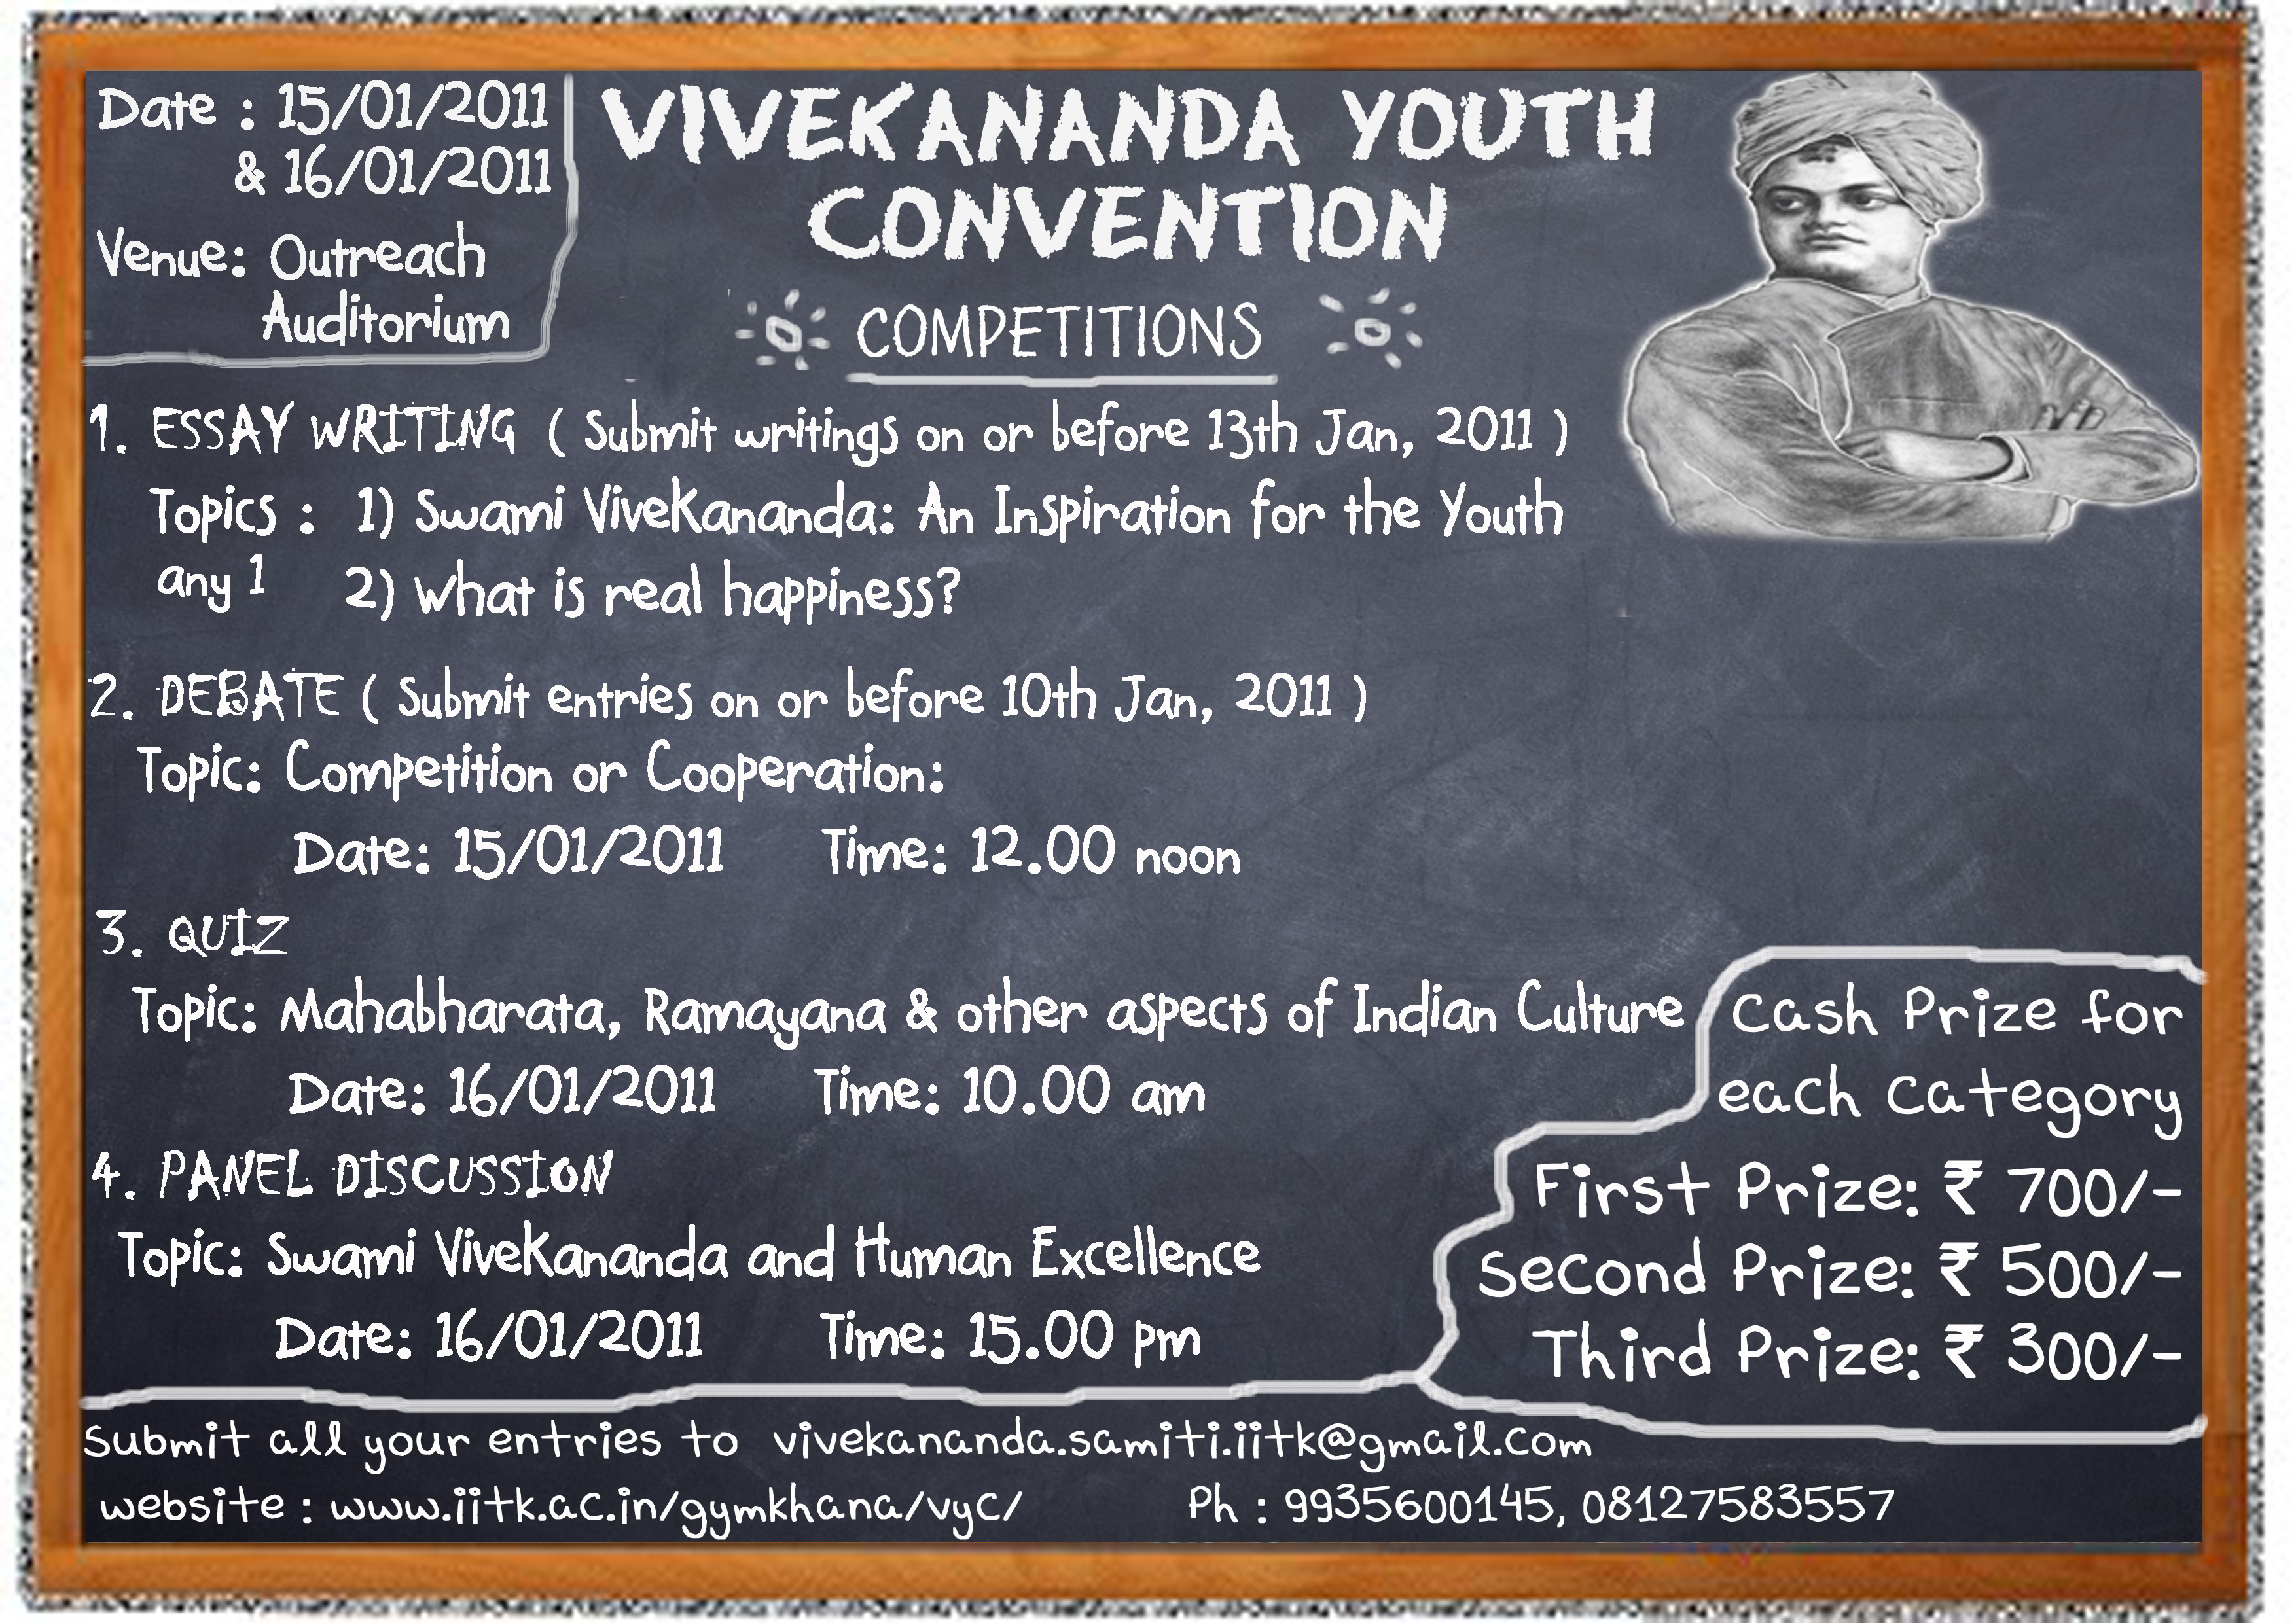 Date : 15/01/2011
& 16/01/2011
Venue: Outreach
Auditorium
VIVEKANANDA YOUTH
CONVENTION
COMPETITIONS
1. ESSAY WRITING ( Submit writings on or before 13th Jan, 2011 )
Topics : 1) Swami Vivekananda: An Inspiration for the Youth
any 1 2) What is real happiness?
2. DEBATE ( Submit entries on or before 10th Jan, 2011 )
Topic: Competition or Cooperation:
Date: 15/01/2011 Time: 12.00 noon
3. QUIZ
Topic: Mahabharata, Ramayana & other aspects of Indian Culture
Date: 16/01/2011 Time: 10.00 am
4. PANEL DISCUSSION
Topic: Swami Vivekananda and Human Excellence
Date: 16/01/2011 Time: 15.00 pm
Cash Prize for
each category
First Prize: ₹ 700/-
Second Prize: ₹ 500/-
Third Prize: ₹ 300/-
Submit all your entries to vivekananda.samiti.iitk@gmail.com
website : www.iitk.ac.in/gymkhana/vyc/ Ph : 9935600145, 08127583557